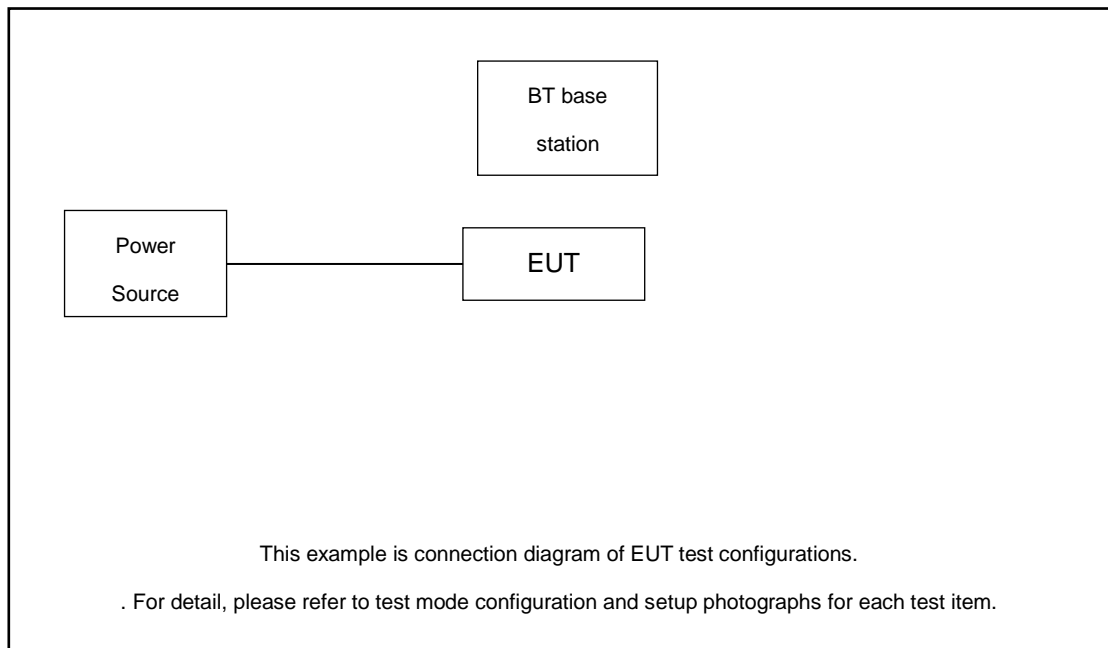 BT base
station
Power
Source
EUT
This example is connection diagram of EUT test configurations.
. For detail, please refer to test mode configuration and setup photographs for each test item.